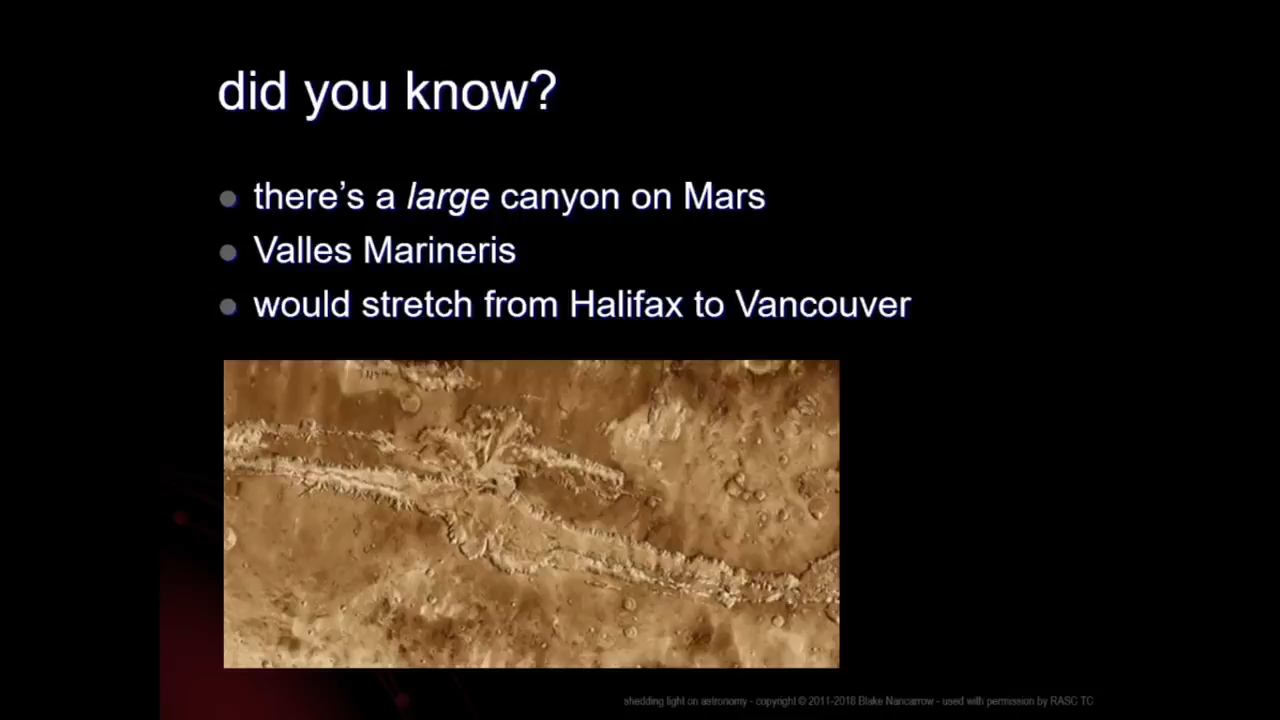 did you know?
there's a large canyon on Mars
Valles Marineris
would stretch from Halifax to Vancouver
shedding light on astronomy - copyright © 2011-2018 Blake Nancarrow - used with permission by RASC TC